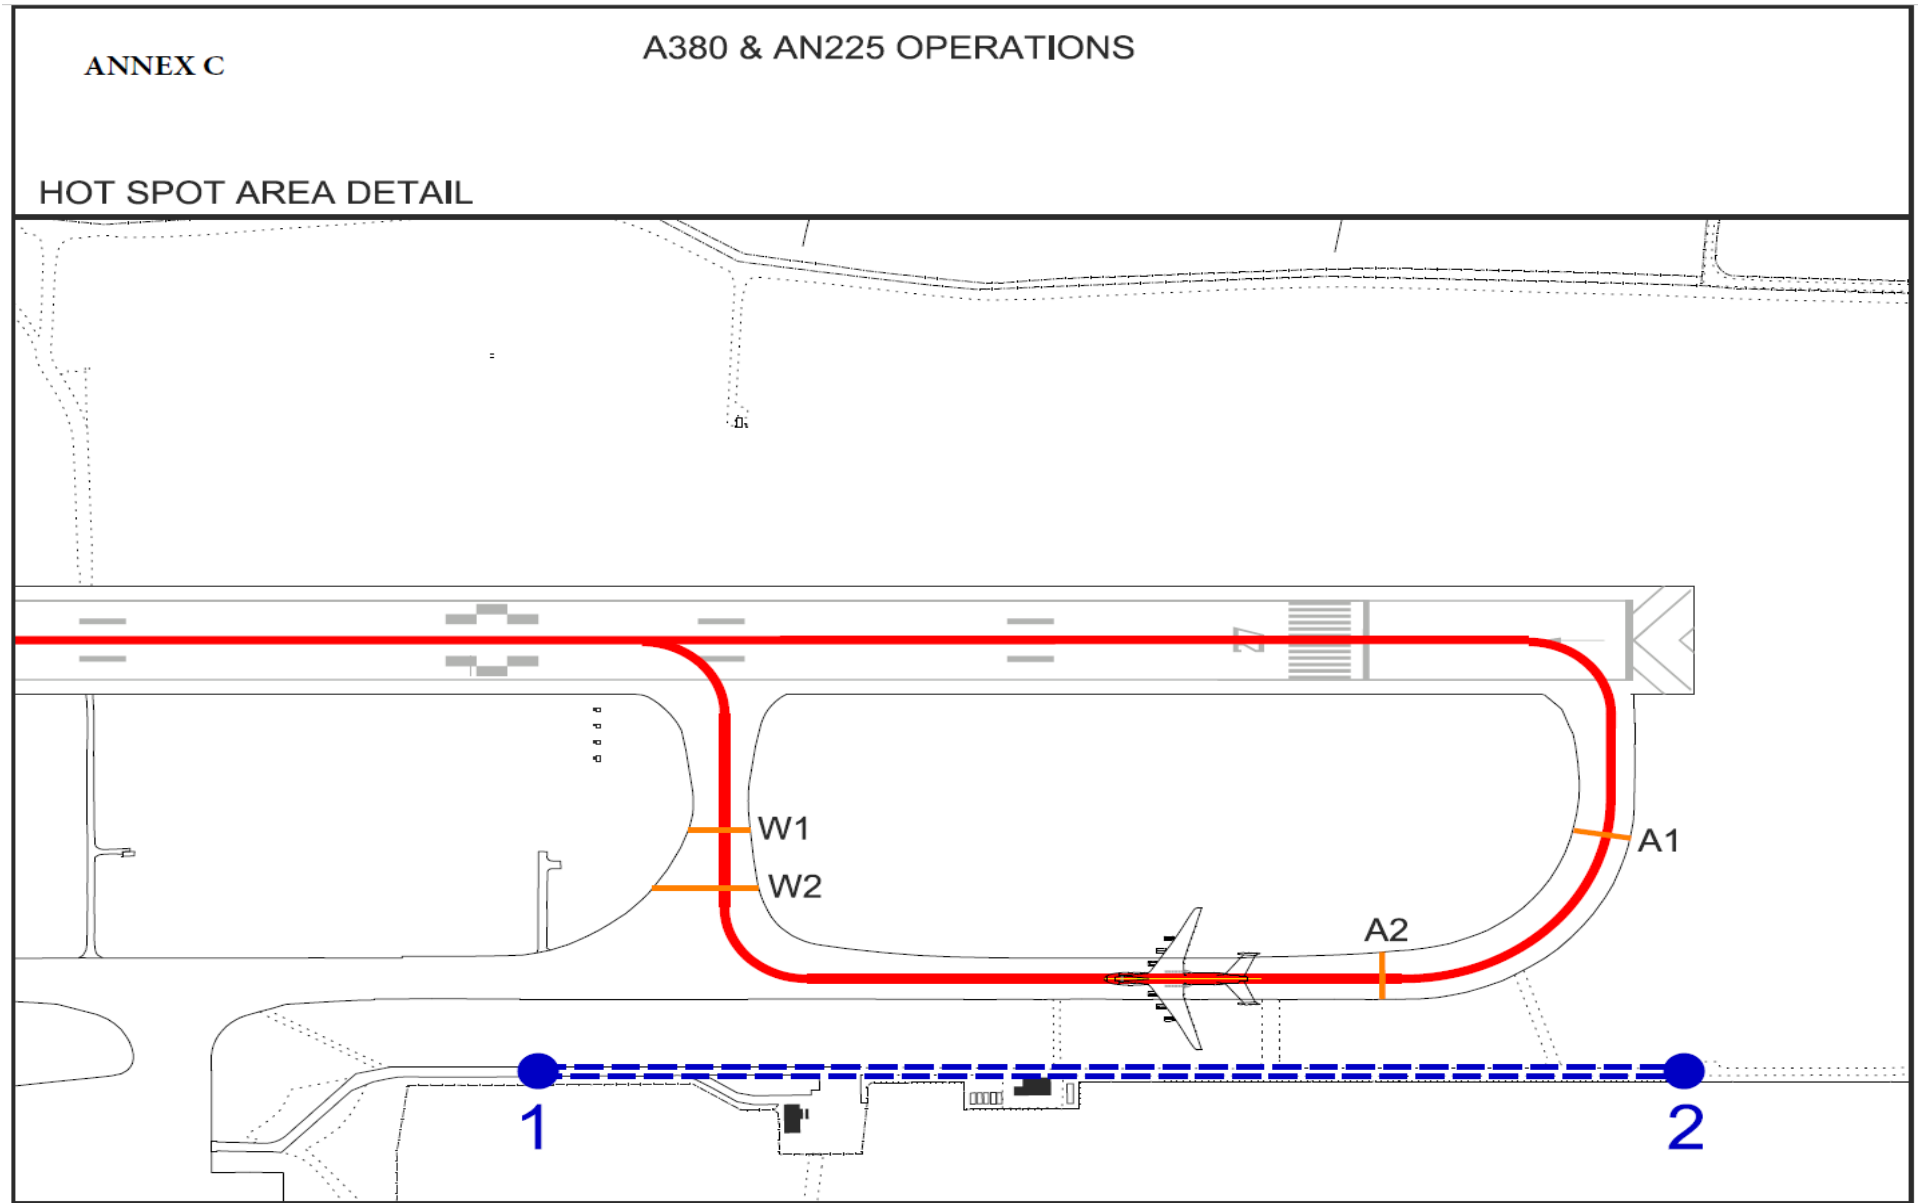 A380 & AN225 OPERATIONS
ANNEX C
HOT SPOT AREA DETAIL
W1
A1
W2
A2
1
2